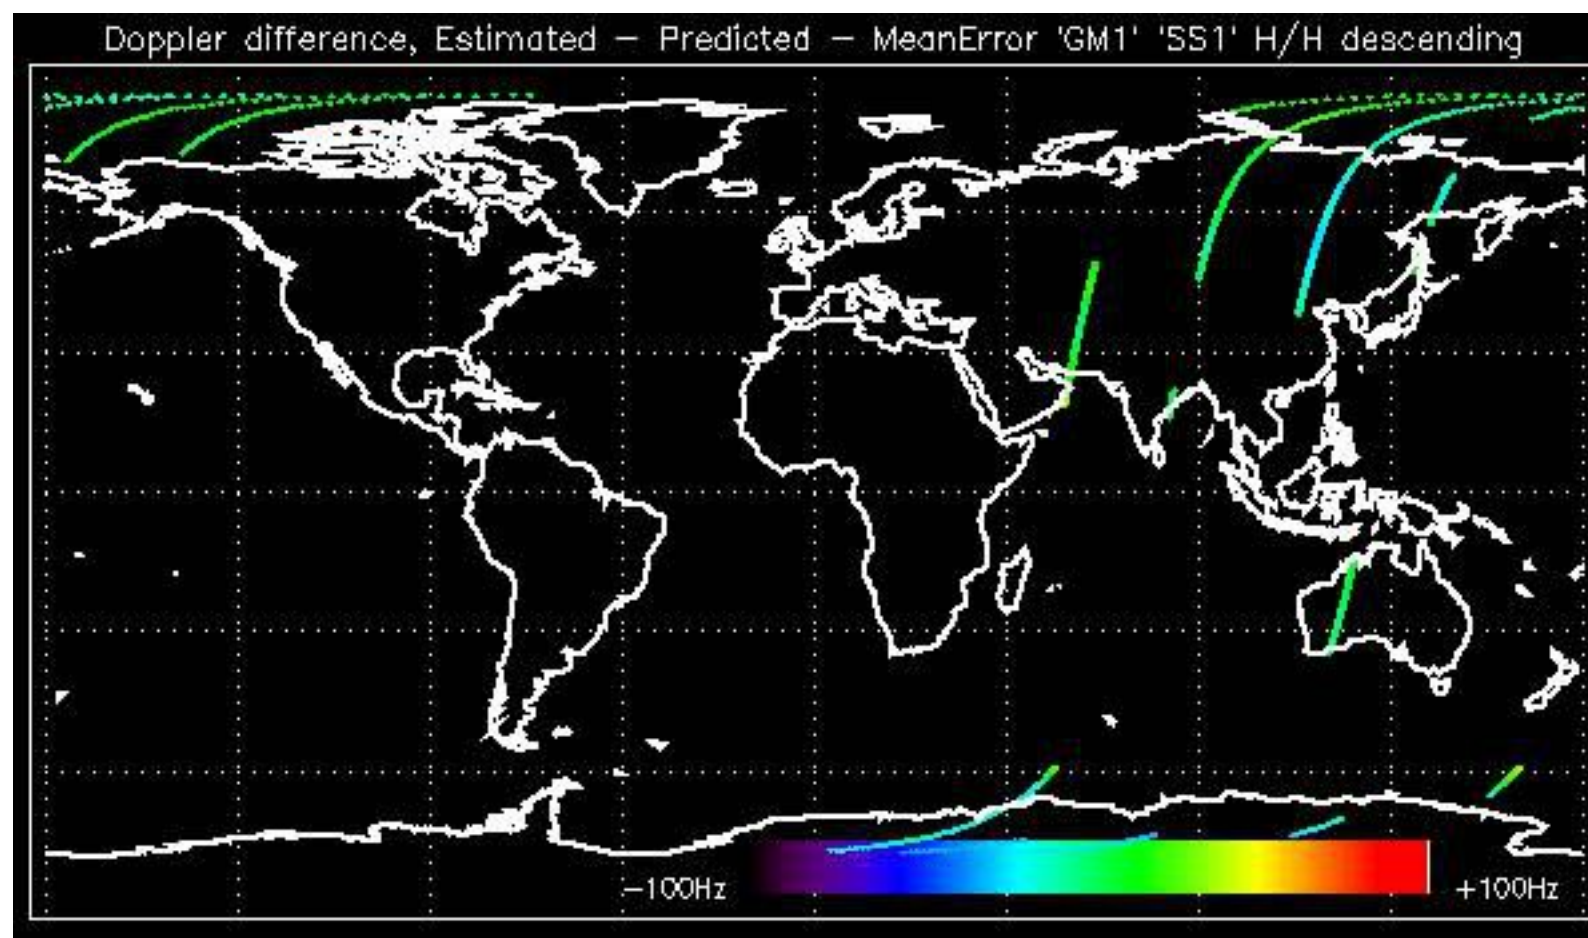 Doppler difference, Estimated – Predicted – MeanError 'GM1' 'SS1' H/H descending
–100Hz +100Hz